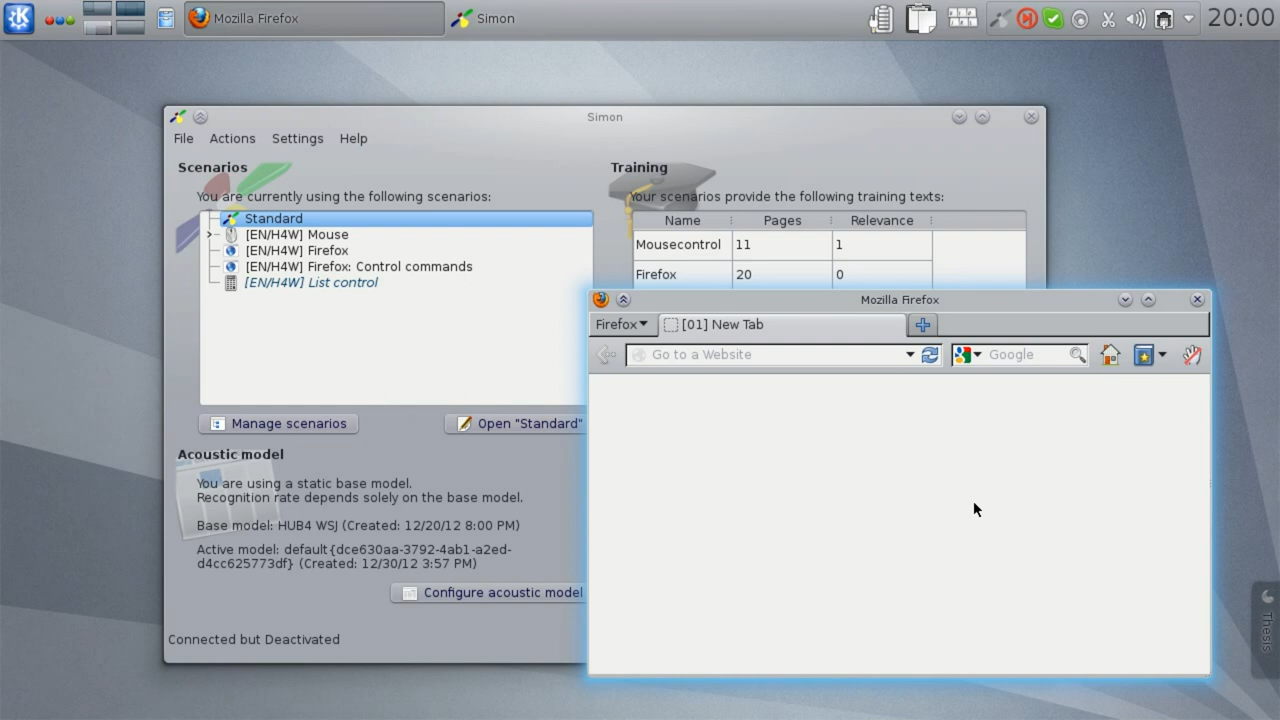 Mozilla Firefox
Simon
20:00
Simon
File Actions Settings Help
Scenarios
You are currently using the following scenarios:
Standard
[EN/H4W] Mouse
[EN/H4W] Firefox
[EN/H4W] Firefox: Control commands
[EN/H4W] List control
Manage scenarios
Open "Standard"
Training
Your scenarios provide the following training texts:
Name Pages Relevance
Mousecontrol 11 1
Firefox 20 0
Acoustic model
You are using a static base model.
Recognition rate depends solely on the base model.
Base model: HUB4 WSJ (Created: 12/20/12 8:00 PM)
Active model: default{dce630aa-3792-4ab1-a2ed-
d4cc625773df} (Created: 12/30/12 3:57 PM)
Configure acoustic model
Connected but Deactivated
Mozilla Firefox
Firefox
[01] New Tab
Go to a Website
Google
Thesis